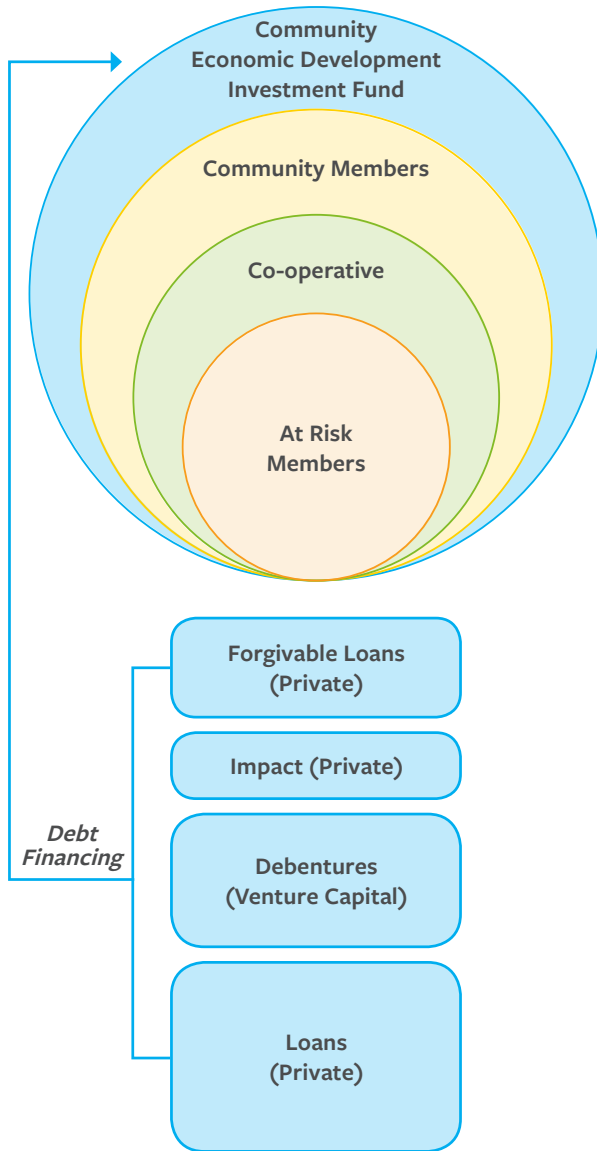 Community
Economic Development
Investment Fund
Community Members
Co-operative
At Risk
Members
Forgivable Loans
(Private)
Impact (Private)
Debt
Financing
Debentures
(Venture Capital)
Loans
(Private)